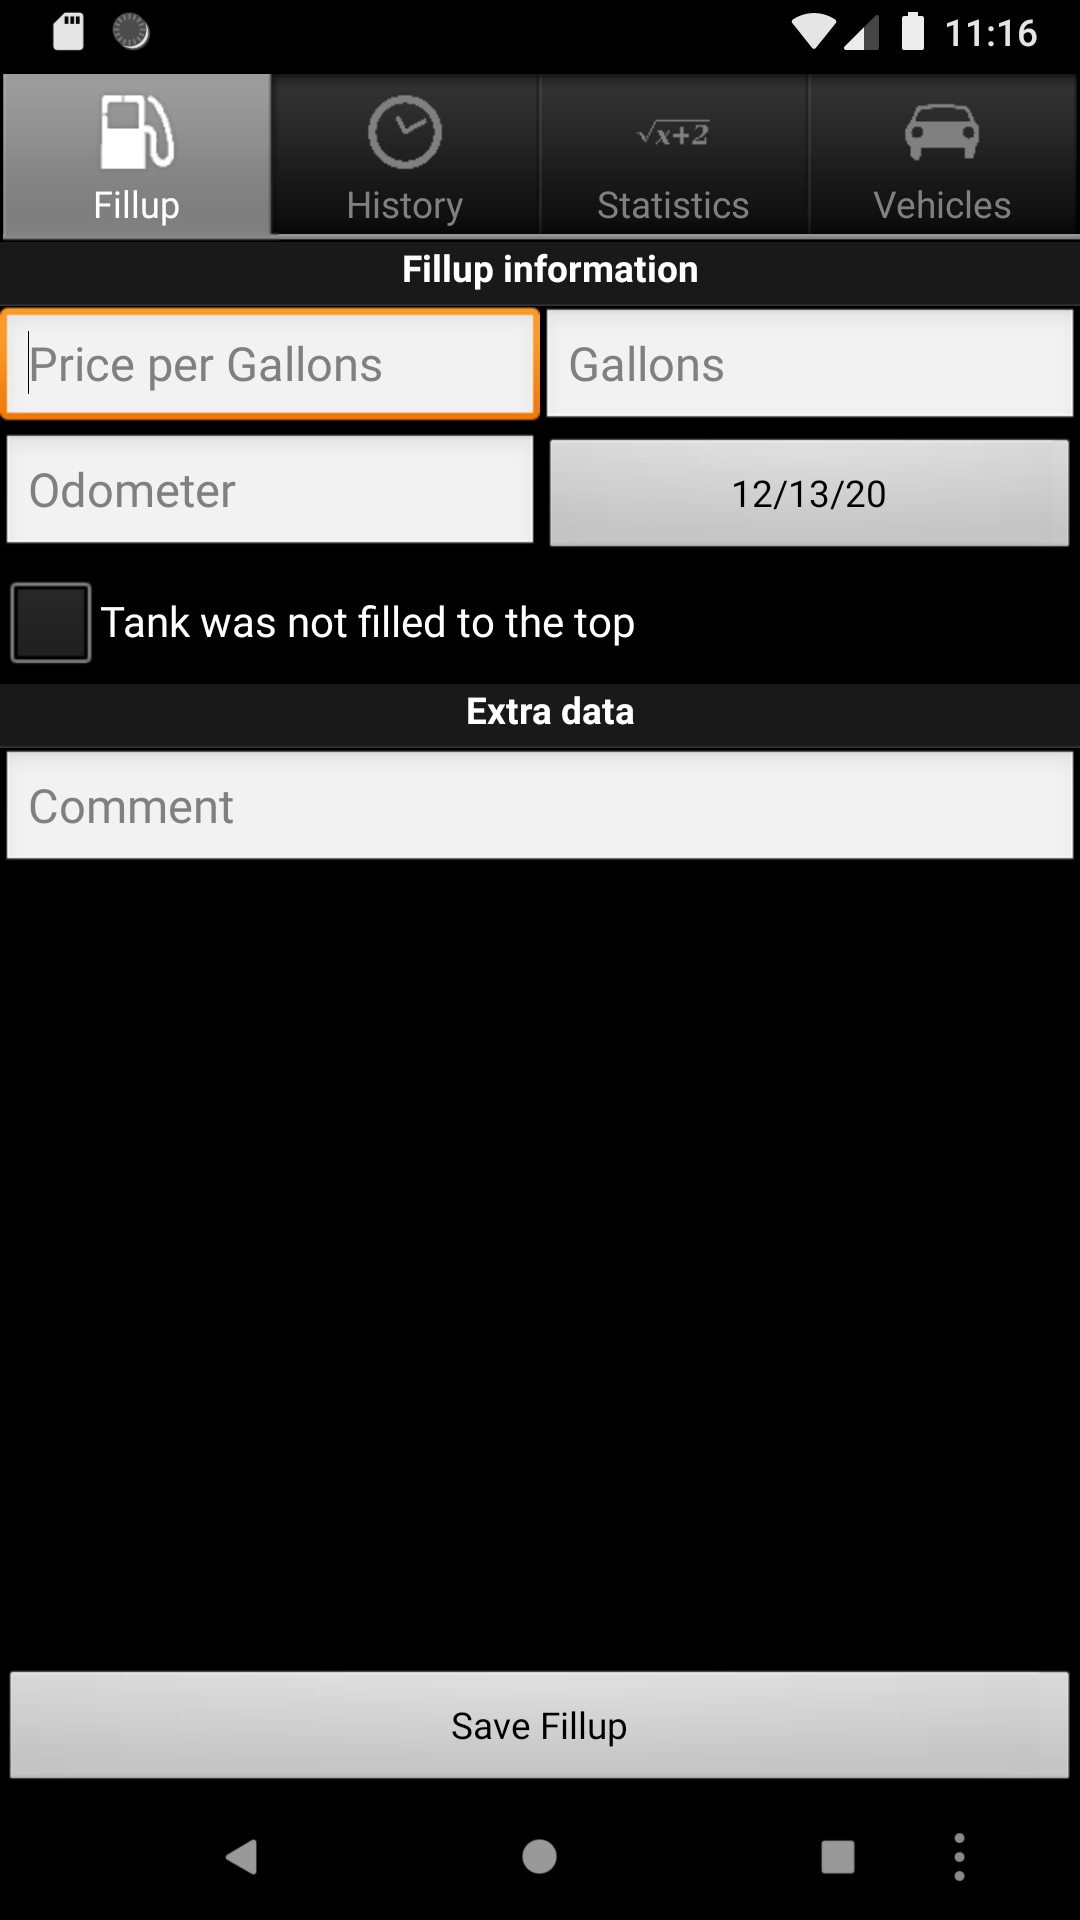 11:16
Fillup
History
√x+2
Statistics
Vehicles
Fillup information
Price per Gallons
Gallons
Odometer
12/13/20
Tank was not filled to the top
Extra data
Comment
Save Fillup